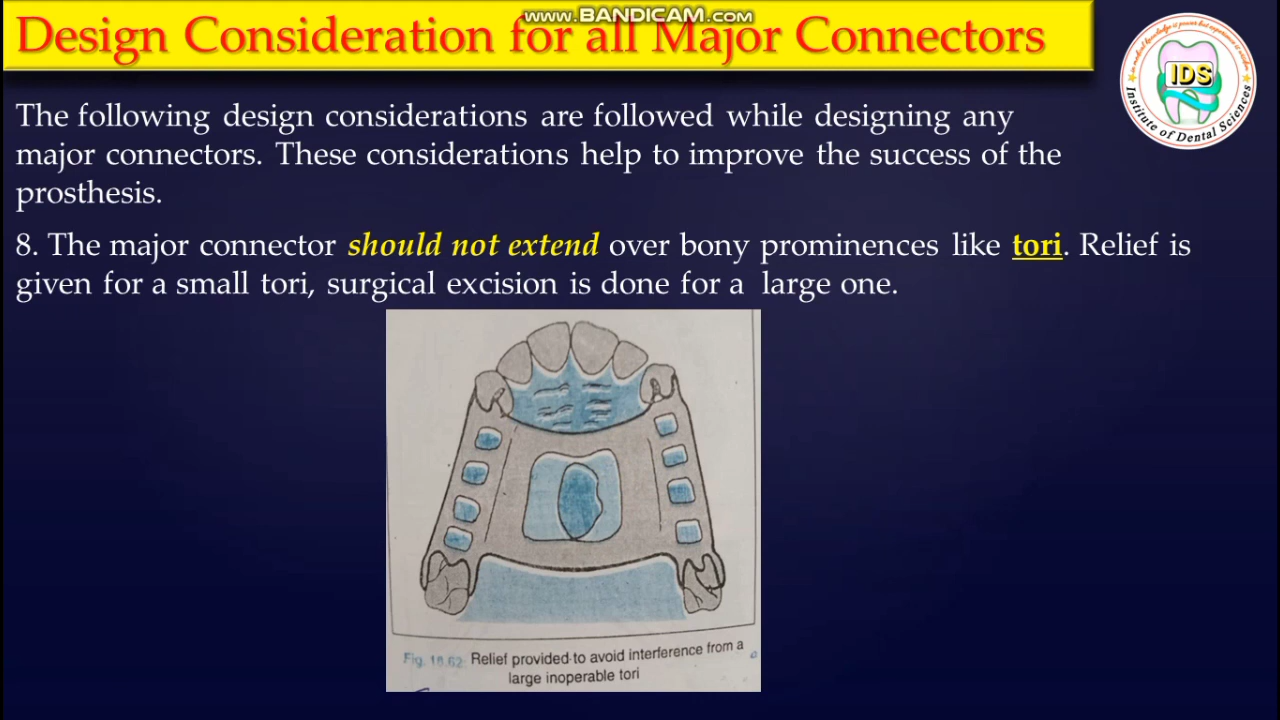 www.BANDICAM.com
Design Consideration for all Major Connectors
IDS
Institute of Dental Sciences
The following design considerations are followed while designing any
major connectors. These considerations help to improve the success of the
prosthesis.
8. The major connector should not extend over bony prominences like tori. Relief is
given for a small tori, surgical excision is done for a large one.
Fig. 18.62: Relief provided to avoid interference from a
large inoperable tori